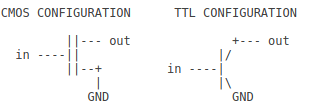 CMOS CONFIGURATION      TTL CONFIGURATION
         ||--- out              +--- out
  in ----||                   |/
         ||--+         in ----|
             |                |\
            GND                 GND